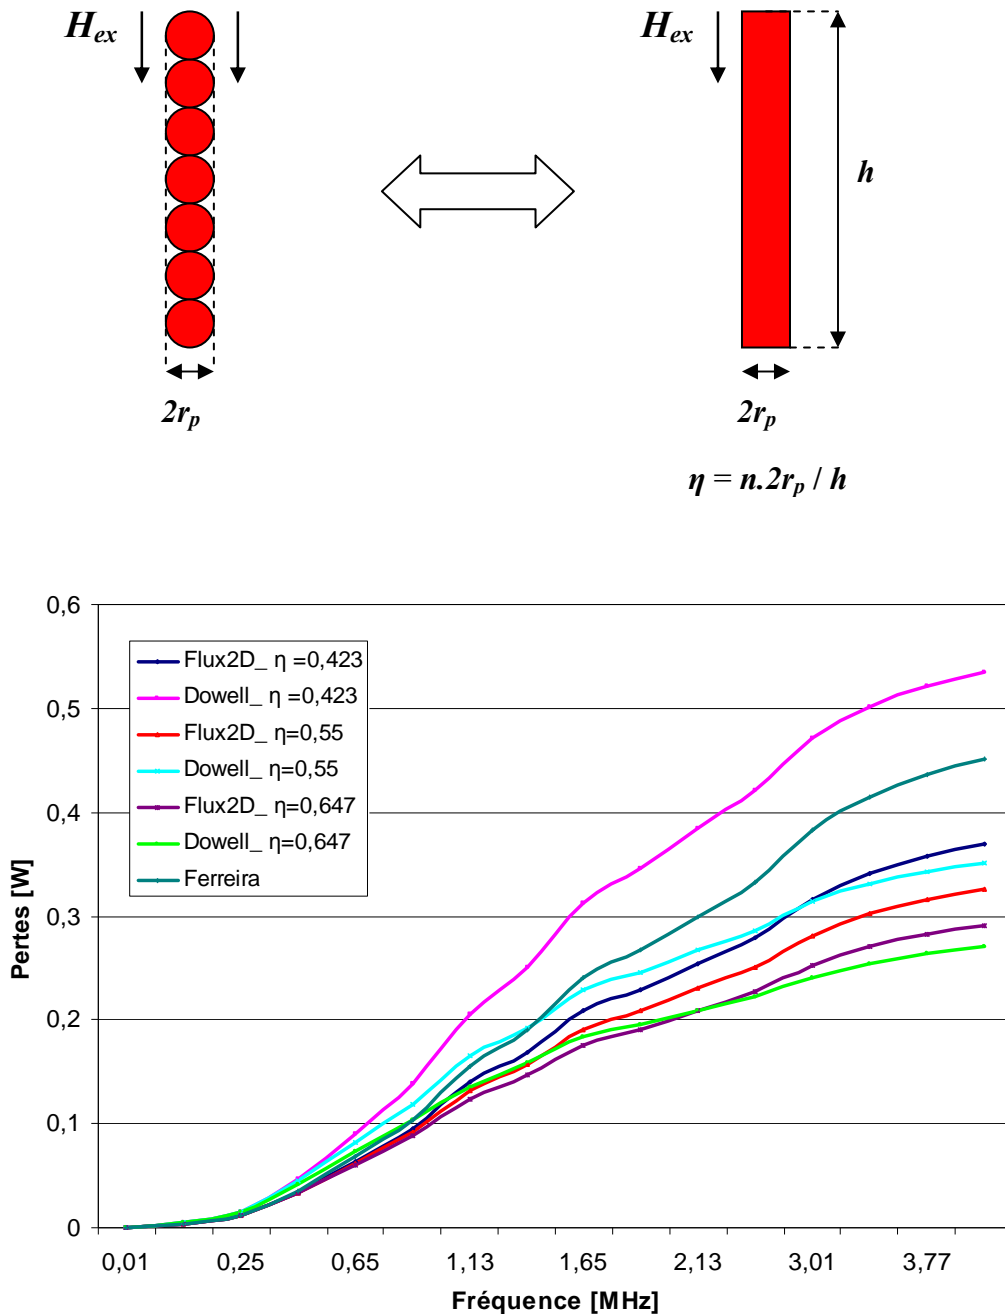 H_ex H_ex
h
2r_p 2r_p
η = n.2r_p / h
0,6
0,5
0,4
0,3
0,2
0,1
0
Flux2D_ η =0,423
Dowell_ η =0,423
Flux2D_ η=0,55
Dowell_ η=0,55
Flux2D_ η=0,647
Dowell_ η=0,647
Ferreira
Pertes [W]
0,01 0,25 0,65 1,13 1,65 2,13 3,01 3,77
Fréquence [MHz]